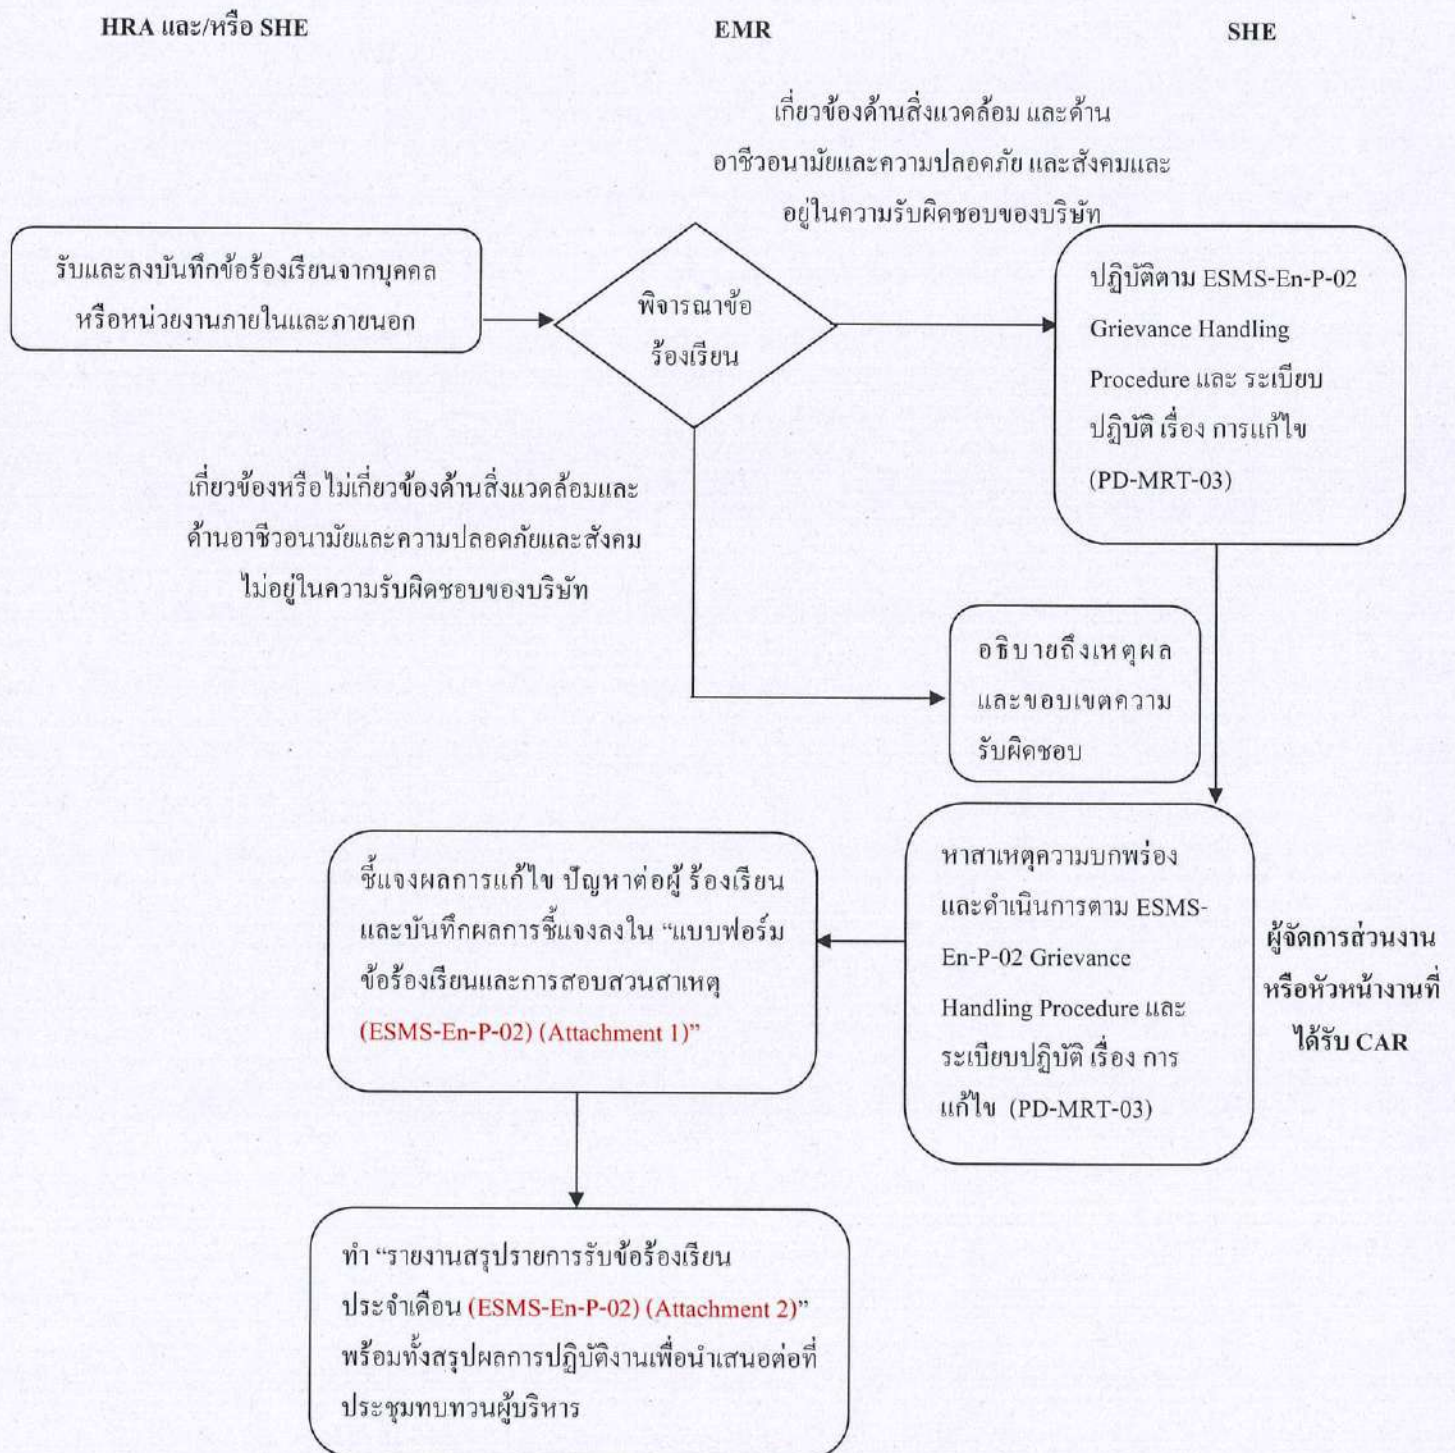 HRA และ/หรือ SHE
EMR
SHE
เกี่ยวข้องด้านสิ่งแวดล้อม และด้าน
อาชีวอนามัยและความปลอดภัย และสังคมและ
อยู่ในความรับผิดชอบของบริษัท
รับและลงบันทึกข้อร้องเรียนจากบุคคล
หรือหน่วยงานภายในและภายนอก
พิจารณาข้อ
ร้องเรียน
ปฏิบัติตาม ESMS-En-P-02
Grievance Handling
Procedure และ ระเบียบ
ปฏิบัติ เรื่อง การแก้ไข
(PD-MRT-03)
เกี่ยวข้องหรือไม่เกี่ยวข้องด้านสิ่งแวดล้อมและ
ด้านอาชีวอนามัยและความปลอดภัยและสังคม
ไม่อยู่ในความรับผิดชอบของบริษัท
อธิบายถึงเหตุผล
และขอบเขตความ
รับผิดชอบ
หาสาเหตุความบกพร่อง
และดำเนินการตาม ESMS-
En-P-02 Grievance
Handling Procedure และ
ระเบียบปฏิบัติ เรื่อง การ
แก้ไข (PD-MRT-03)
ผู้จัดการส่วนงาน
หรือหัวหน้างานที่
ได้รับ CAR
ชี้แจงผลการแก้ไข ปัญหาต่อผู้ ร้องเรียน
และบันทึกผลการชี้แจงลงใน “แบบฟอร์ม
ข้อร้องเรียนและการสอบสวนสาเหตุ
(ESMS-En-P-02) (Attachment 1)”
ทำ “รายงานสรุปรายการรับข้อร้องเรียน
ประจำเดือน (ESMS-En-P-02) (Attachment 2)”
พร้อมทั้งสรุปผลการปฏิบัติงานเพื่อนำเสนอต่อที่
ประชุมทบทวนผู้บริหาร